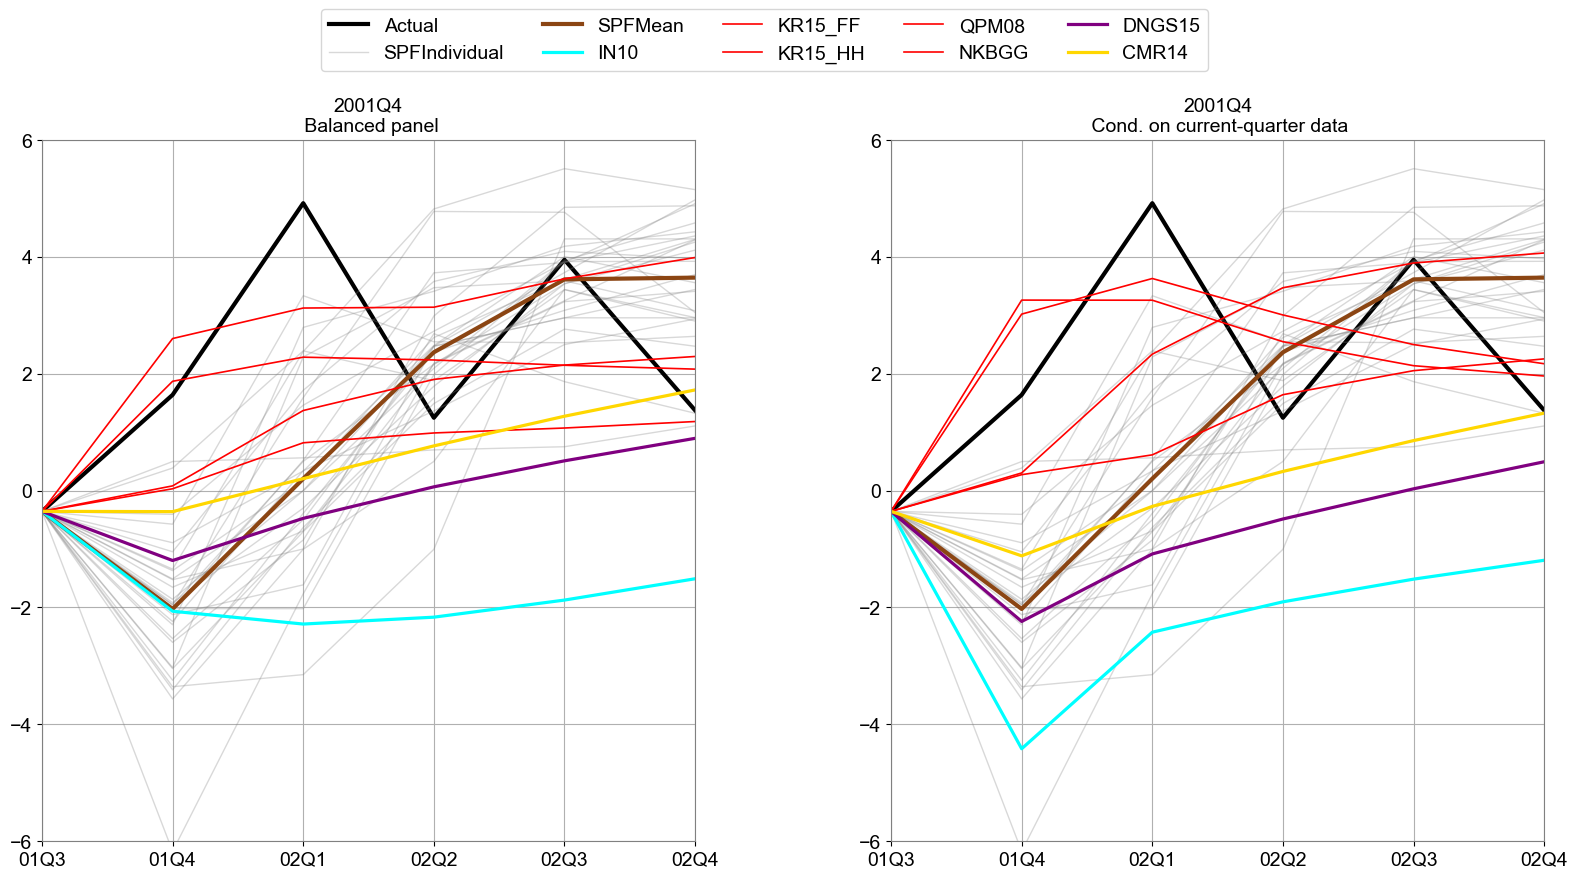 Actual
SPFIndividual
SPFMean
IN10
KR15_FF
KR15_HH
QPM08
NKBGG
DNGS15
CMR14
2001Q4
Balanced panel
6
4
2
0
−2
−4
−6
01Q3 01Q4 02Q1 02Q2 02Q3 02Q4
2001Q4
Cond. on current-quarter data
6
4
2
0
−2
−4
−6
01Q3 01Q4 02Q1 02Q2 02Q3 02Q4